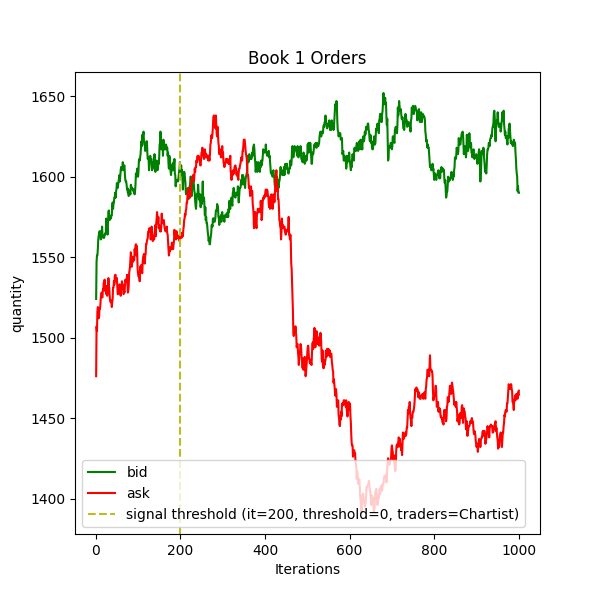 Book 1 Orders
1650
1600
1550
1500
1450
1400
quantity
bid
ask
signal threshold (it=200, threshold=0, traders=Chartist)
0 200 400 600 800 1000
Iterations